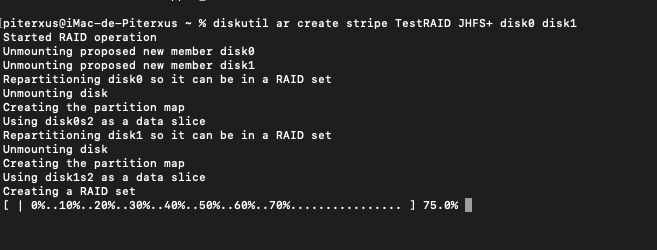 [piterxus@iMac-de-Piterxus ~ % diskutil ar create stripe TestRAID JHFS+ disk0 disk1
Started RAID operation
Unmounting proposed new member disk0
Unmounting proposed new member disk1
Repartitioning disk0 so it can be in a RAID set
Unmounting disk
Creating the partition map
Using disk0s2 as a data slice
Repartitioning disk1 so it can be in a RAID set
Unmounting disk
Creating the partition map
Using disk1s2 as a data slice
Creating a RAID set
[ | 0%..10%..20%..30%..40%..50%..60%..70%................ ] 75.0%